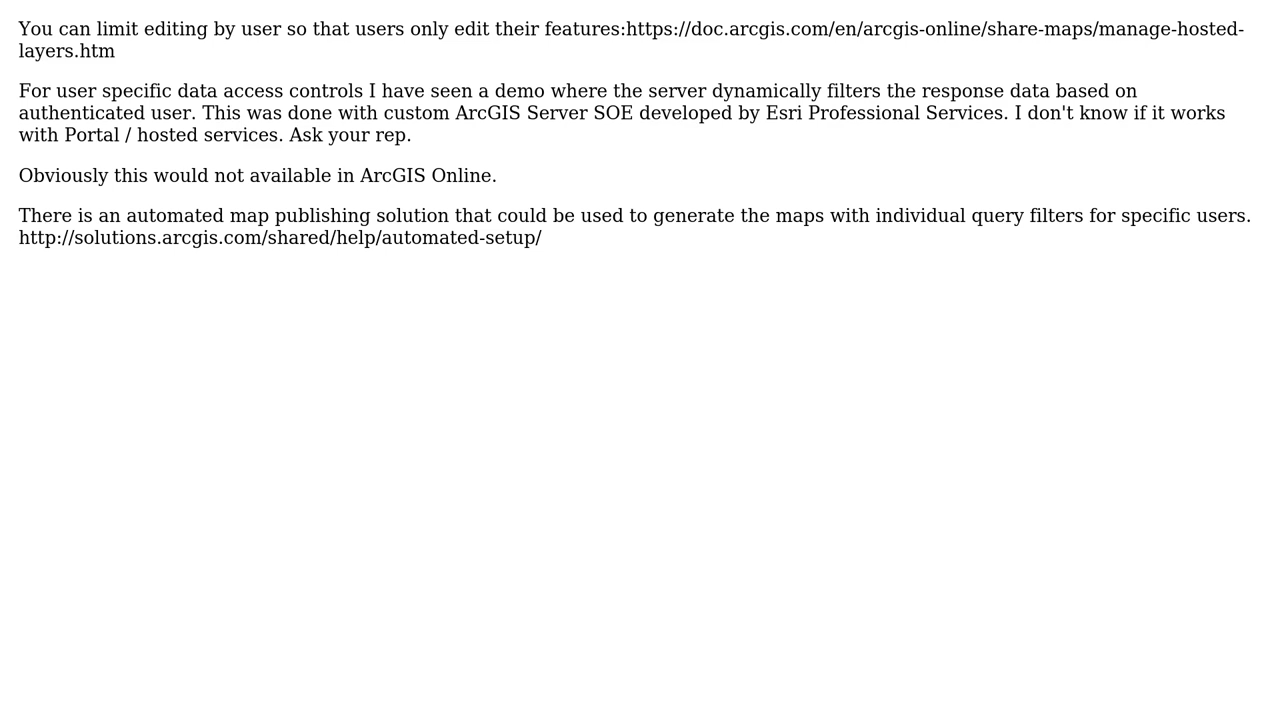 You can limit editing by user so that users only edit their features:https://doc.arcgis.com/en/arcgis-online/share-maps/manage-hosted-
layers.htm
For user specific data access controls I have seen a demo where the server dynamically filters the response data based on
authenticated user. This was done with custom ArcGIS Server SOE developed by Esri Professional Services. I don't know if it works
with Portal / hosted services. Ask your rep.
Obviously this would not available in ArcGIS Online.
There is an automated map publishing solution that could be used to generate the maps with individual query filters for specific users.
http://solutions.arcgis.com/shared/help/automated-setup/